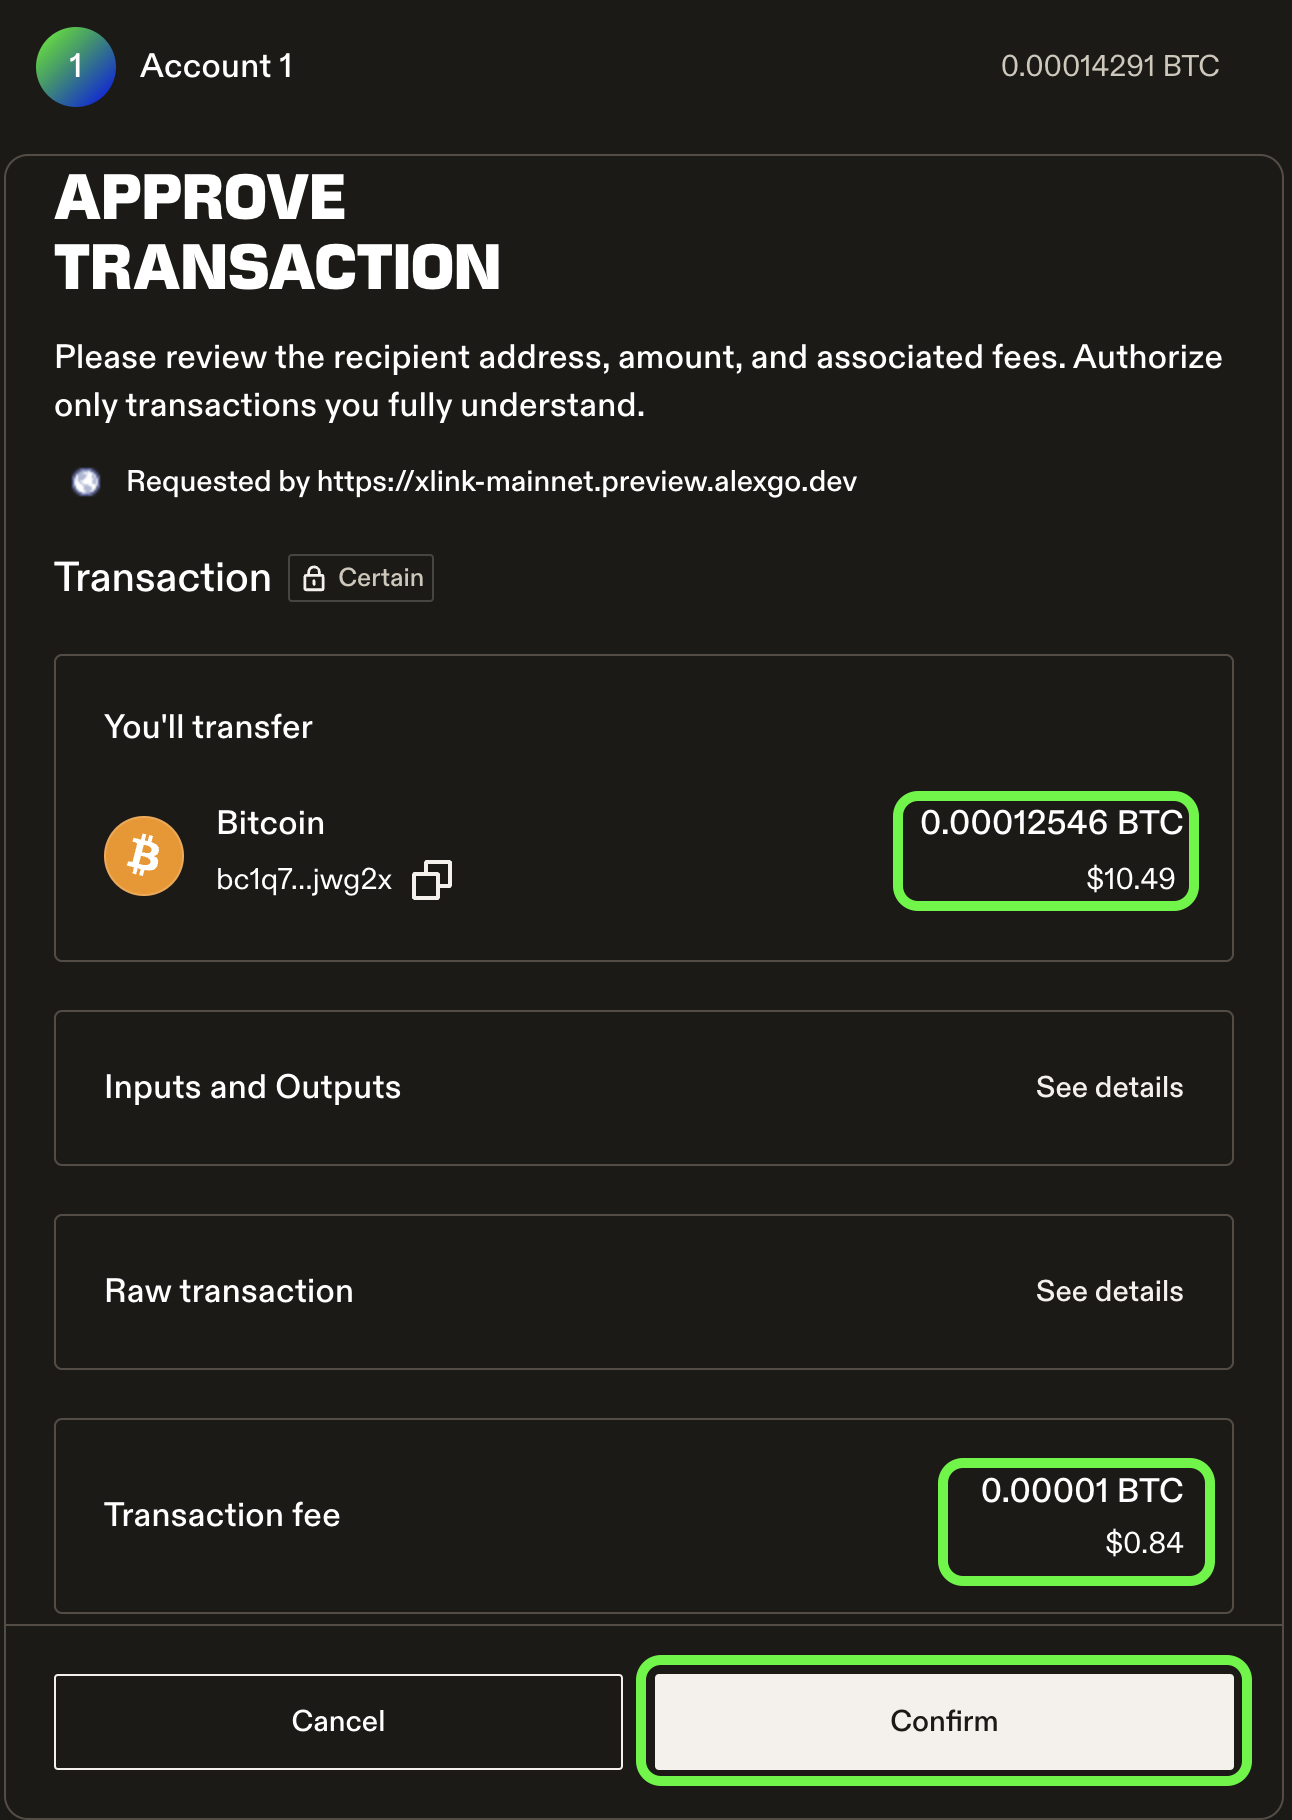 1
Account 1
0.00014291 BTC
APPROVE
TRANSACTION
Please review the recipient address, amount, and associated fees. Authorize
only transactions you fully understand.
Requested by https://xlink-mainnet.preview.alexgo.dev
Transaction
Certain
You'll transfer
Bitcoin
0.00012546 BTC
bc1q7...jwg2x
$10.49
Inputs and Outputs
See details
Raw transaction
See details
0.00001 BTC
Transaction fee
$0.84
Cancel
Confirm